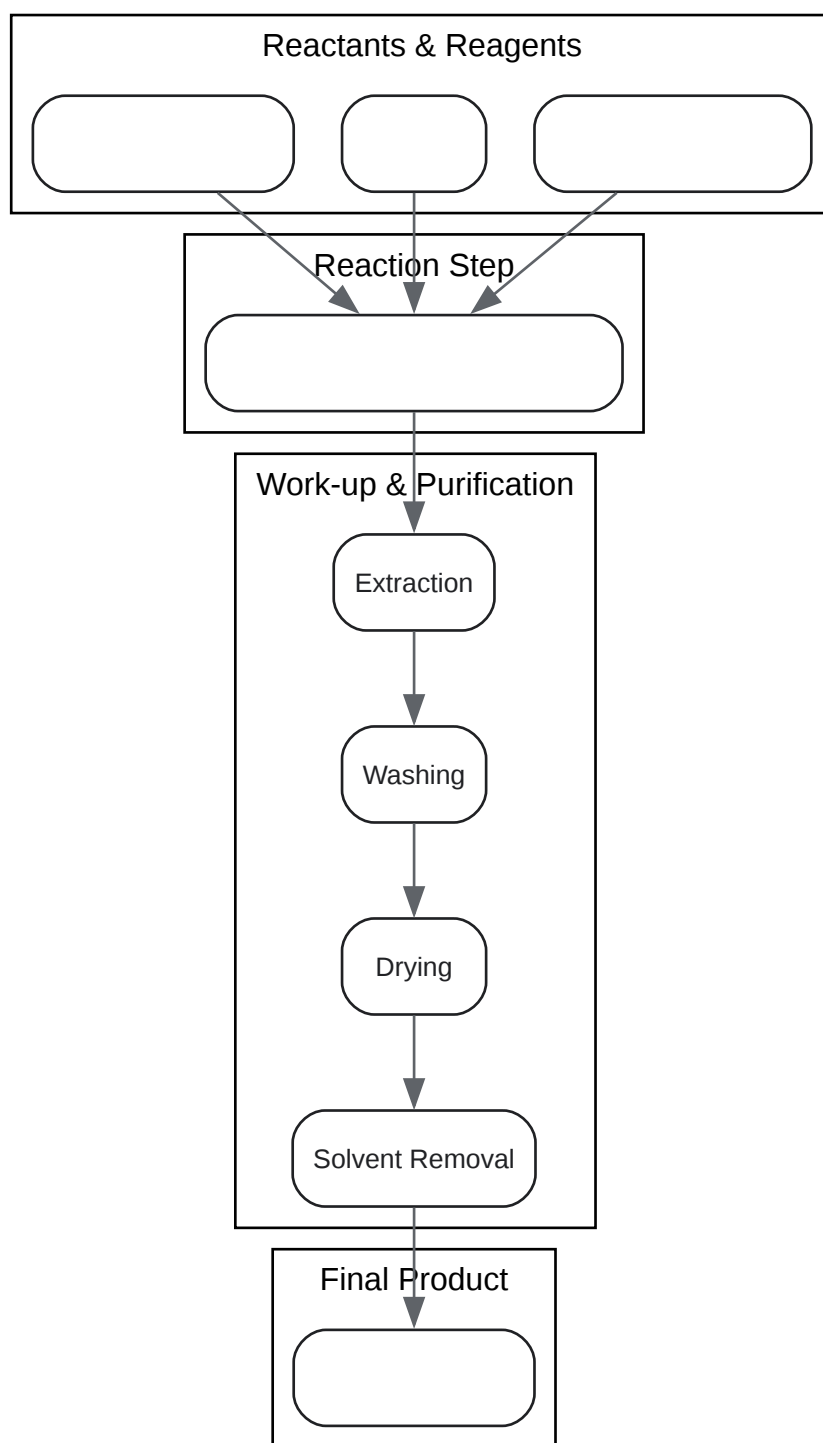 Reactants & Reagents
Reaction Step
Work-up & Purification
Extraction
Washing
Drying
Solvent Removal
Final Product